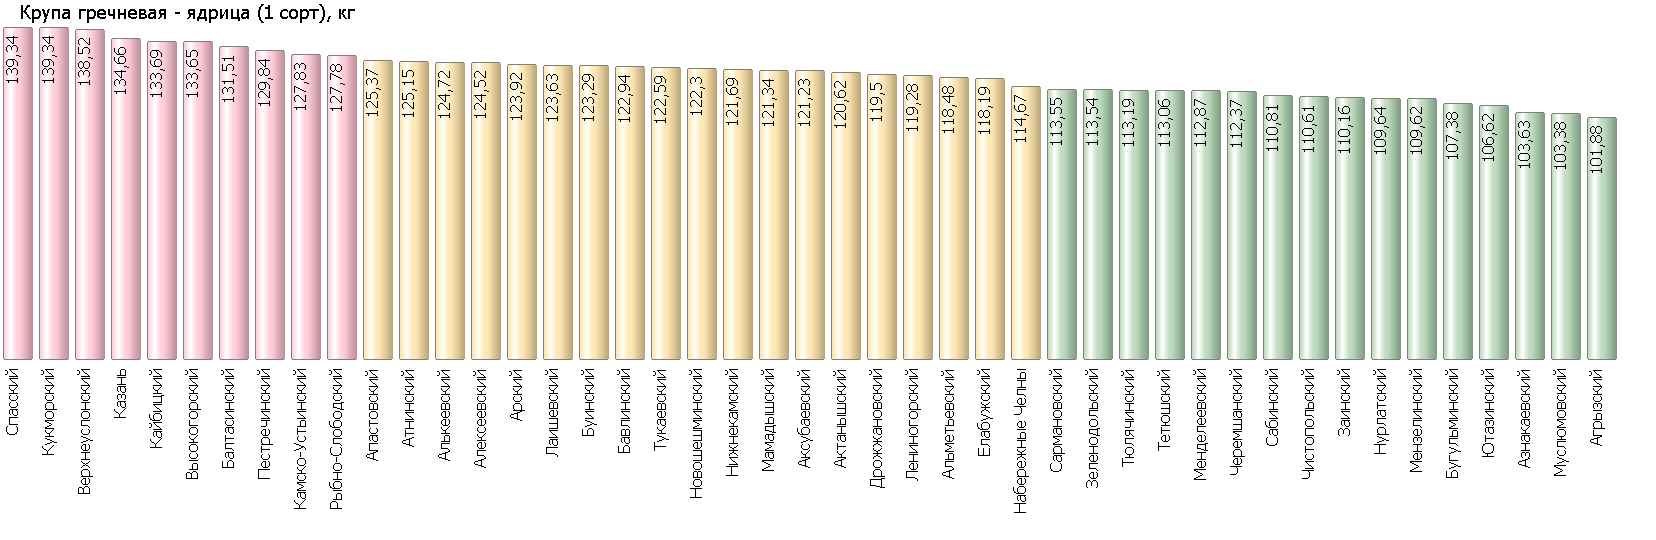 Крупа гречневая - ядрица (1 сорт), кг
139,34
139,34
138,52
134,66
133,69
133,65
131,51
129,84
127,83
127,78
125,37
125,15
124,72
124,52
123,92
123,63
123,29
122,94
122,59
122,3
121,69
121,34
121,23
120,62
119,5
119,28
118,48
118,19
114,67
113,55
113,54
113,19
113,06
112,87
112,37
110,81
110,61
110,16
109,64
109,62
107,38
106,62
103,63
103,38
101,88
Спасский
Кукморский
Верхнеуслонский
Казань
Кайбицкий
Высокогорский
Балтасинский
Пестречинский
Камско-Устьинский
Рыбно-Слободский
Апастовский
Атнинский
Алькеевский
Алексеевский
Арский
Лаишевский
Буинский
Бавлинский
Тукаевский
Новошешминский
Нижнекамский
Мамадышский
Аксубаевский
Актанышский
Дрожжановский
Лениногорский
Альметьевский
Елабужский
Набережные Челны
Сармановский
Зеленодольский
Тюлячинский
Тетюшский
Менделеевский
Черемшанский
Сабинский
Чистопольский
Заинский
Нурлатский
Мензелинский
Бугульминский
Ютазинский
Азнакаевский
Муслюмовский
Агрызский